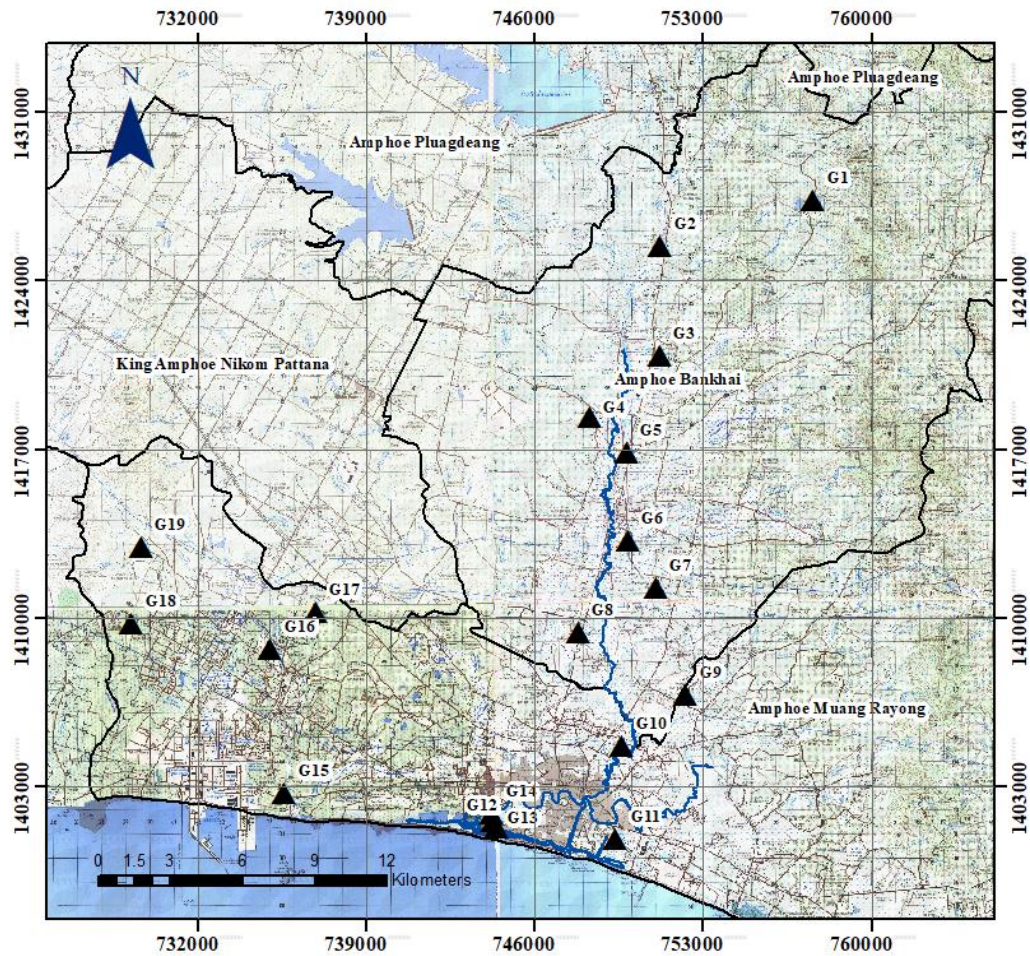 732000 739000 746000 753000 760000
N
Amphoe Pluagdeang
1431000 1431000
Amphoe Pluagdeang
G1
G2
1424000 1424000
G3
King Amphoe Nikom Pattana
Amphoe Bankhai
G4
G5
1417000 1417000
G6
G19
G7
G18
G17
G8
1410000 1410000
G16
G9
Amphoe Muang Rayong
G10
G15
1403000 1403000
G14
G12
G13
G11
0 1.5 3 6 9 12
Kilometers
732000 739000 746000 753000 760000